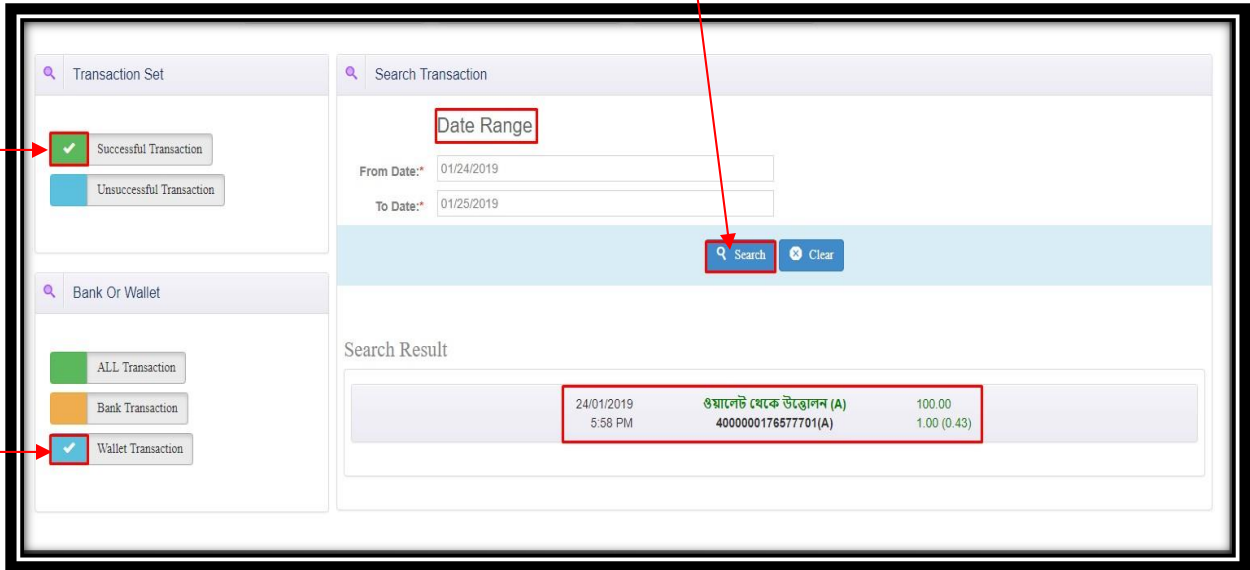 Transaction Set
Successful Transaction
Unsuccessful Transaction
Bank Or Wallet
ALL Transaction
Bank Transaction
Wallet Transaction
Search Transaction
Date Range
From Date:* 01/24/2019
To Date:* 01/25/2019
Search Clear
Search Result
24/01/2019 ওয়ালেট থেকে উত্তোলন (A) 100.00
5:58 PM 4000000176577701(A) 1.00 (0.43)